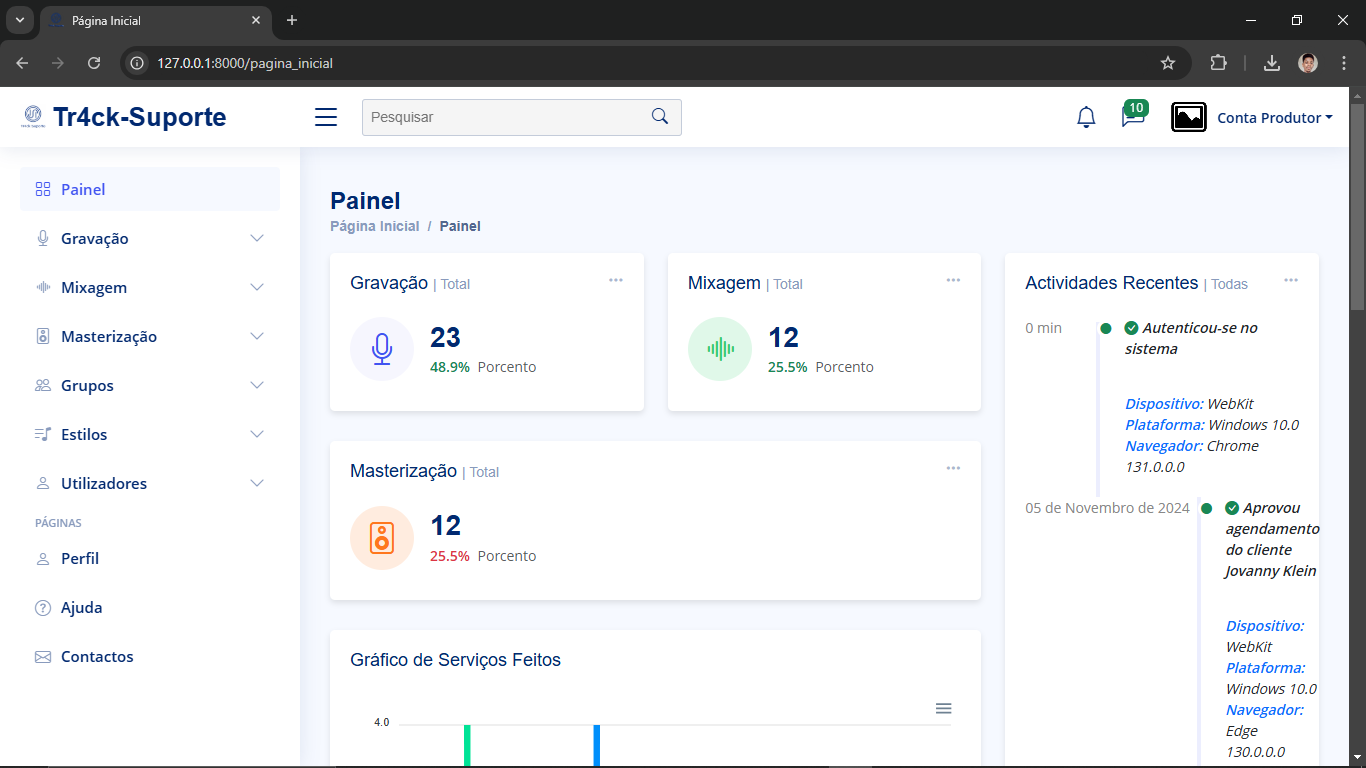 Página Inicial
127.0.0.1:8000/pagina_inicial
Tr4ck-Suporte
Pesquisar
10
Conta Produtor
Painel
Gravação
Mixagem
Masterização
Grupos
Estilos
Utilizadores
PÁGINAS
Perfil
Ajuda
Contactos
Painel
Página Inicial / Painel
Gravação | Total
23
48.9% Porcento
Mixagem | Total
12
25.5% Porcento
Masterização | Total
12
25.5% Porcento
Gráfico de Serviços Feitos
4.0
Actividades Recentes | Todas
0 min
Autenticou-se no
sistema
Dispositivo: WebKit
Plataforma: Windows 10.0
Navegador: Chrome
131.0.0.0
05 de Novembro de 2024
Aprovou
agendamento
do cliente
Jovanny Klein
Dispositivo:
WebKit
Plataforma:
Windows 10.0
Navegador:
Edge
130.0.0.0